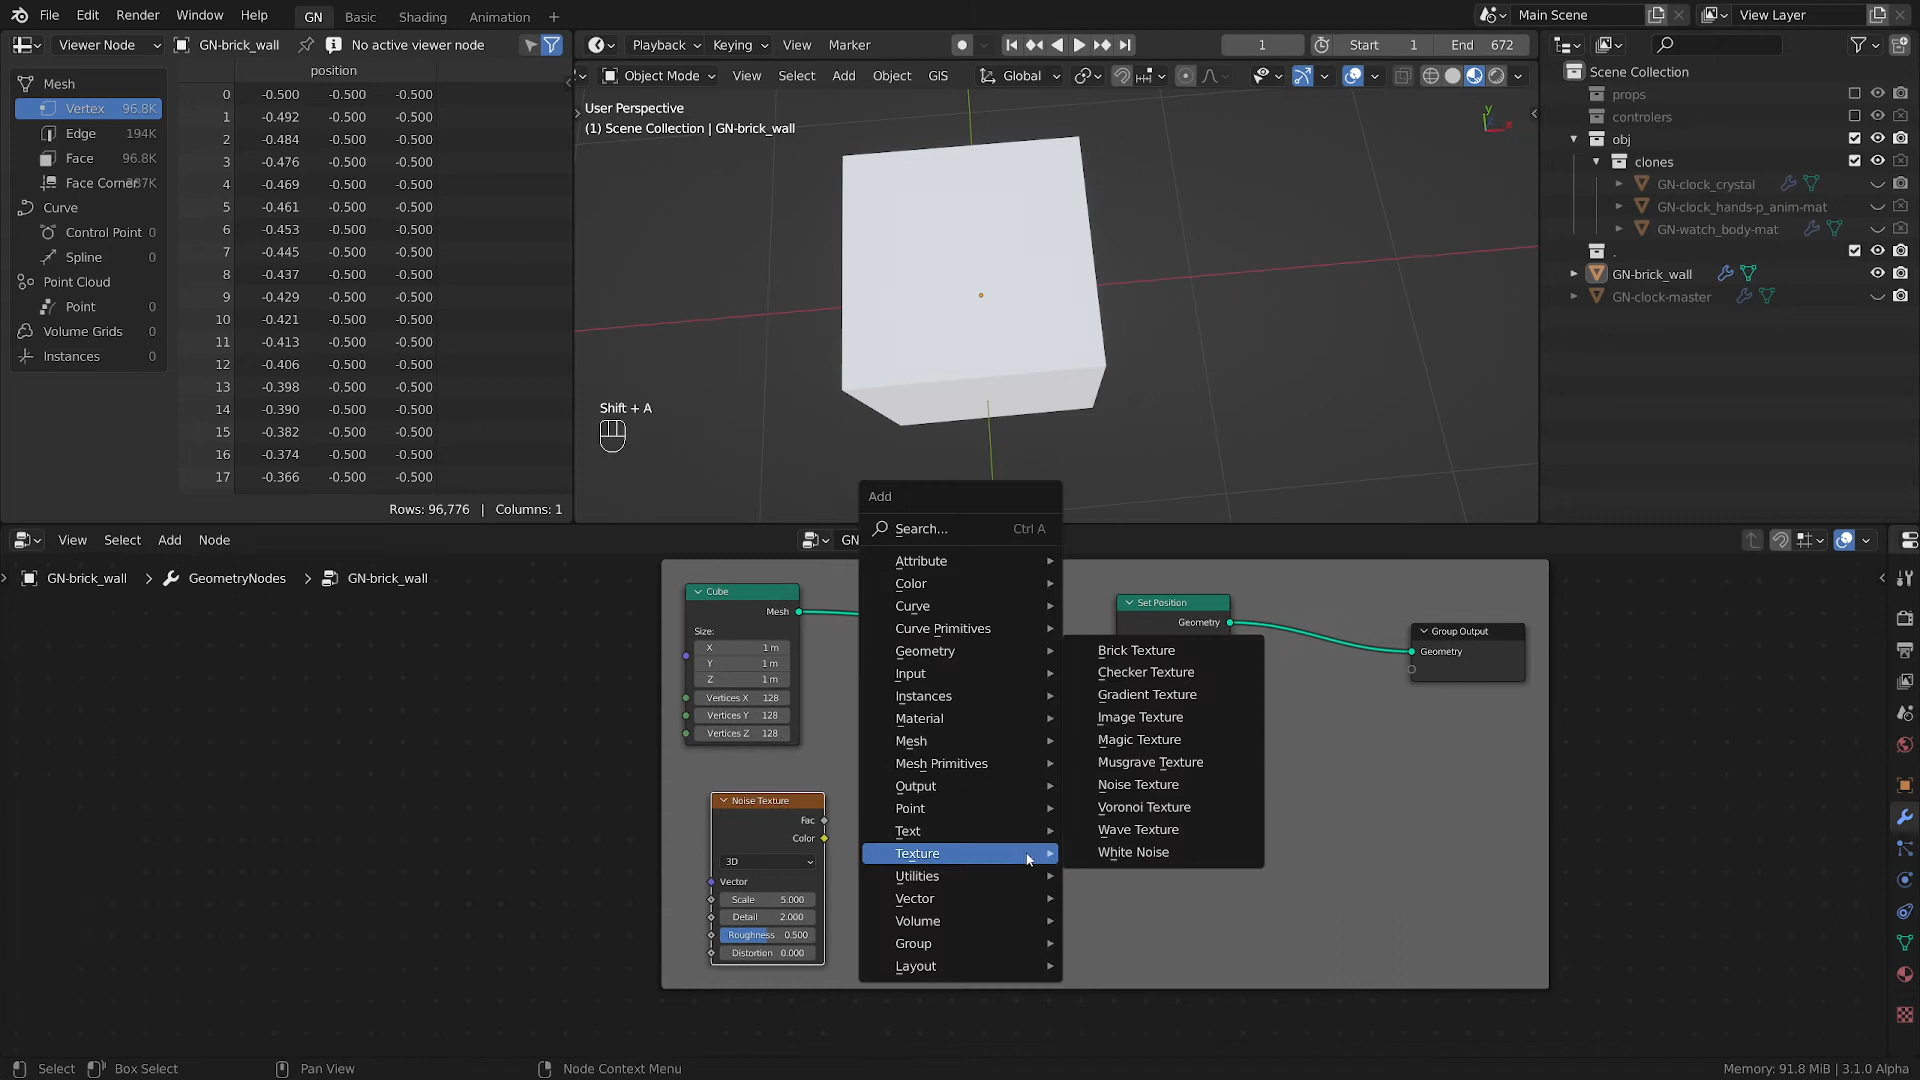 File Edit Render Window Help GN Basic Shading Animation + Main Scene View Layer
Viewer Node GN-brick_wall No active viewer node
position
Mesh
Vertex 96.8K
Edge 194K
Face 96.8K
Face Corner 387K
Curve
Control Point 0
Spline 0
Point Cloud
Point 0
Volume Grids 0
Instances 0
0 -0.500 -0.500 -0.500
1 -0.492 -0.500 -0.500
2 -0.484 -0.500 -0.500
3 -0.476 -0.500 -0.500
4 -0.469 -0.500 -0.500
5 -0.461 -0.500 -0.500
6 -0.453 -0.500 -0.500
7 -0.445 -0.500 -0.500
8 -0.437 -0.500 -0.500
9 -0.429 -0.500 -0.500
10 -0.421 -0.500 -0.500
11 -0.413 -0.500 -0.500
12 -0.406 -0.500 -0.500
13 -0.398 -0.500 -0.500
14 -0.390 -0.500 -0.500
15 -0.382 -0.500 -0.500
16 -0.374 -0.500 -0.500
17 -0.366 -0.500 -0.500
Rows: 96,776 | Columns: 1
Playback Keying View Marker 1 Start 1 End 672
Object Mode View Select Add Object GIS Global
User Perspective
(1) Scene Collection | GN-brick_wall
y
x
z
Shift + A
Scene Collection
props
controlers
obj
clones
GN-clock_crystal
GN-clock_hands-p_anim-mat
GN-watch_body-mat
.
GN-brick_wall
GN-clock-master
View Select Add Node GN
GN-brick_wall > GeometryNodes > GN-brick_wall
Cube
Mesh
Size:
X 1 m
Y 1 m
Z 1 m
Vertices X 128
Vertices Y 128
Vertices Z 128
Noise Texture
Fac
Color
3D
Vector
Scale 5.000
Detail 2.000
Roughness 0.500
Distortion 0.000
Add
Search... Ctrl A
Attribute
Color
Curve
Curve Primitives
Geometry
Input
Instances
Material
Mesh
Mesh Primitives
Output
Point
Text
Texture
Utilities
Vector
Volume
Group
Layout
Brick Texture
Checker Texture
Gradient Texture
Image Texture
Magic Texture
Musgrave Texture
Noise Texture
Voronoi Texture
Wave Texture
White Noise
Set Position
Geometry
Group Output
Geometry
Select Box Select Pan View Node Context Menu Memory: 91.8 MiB | 3.1.0 Alpha